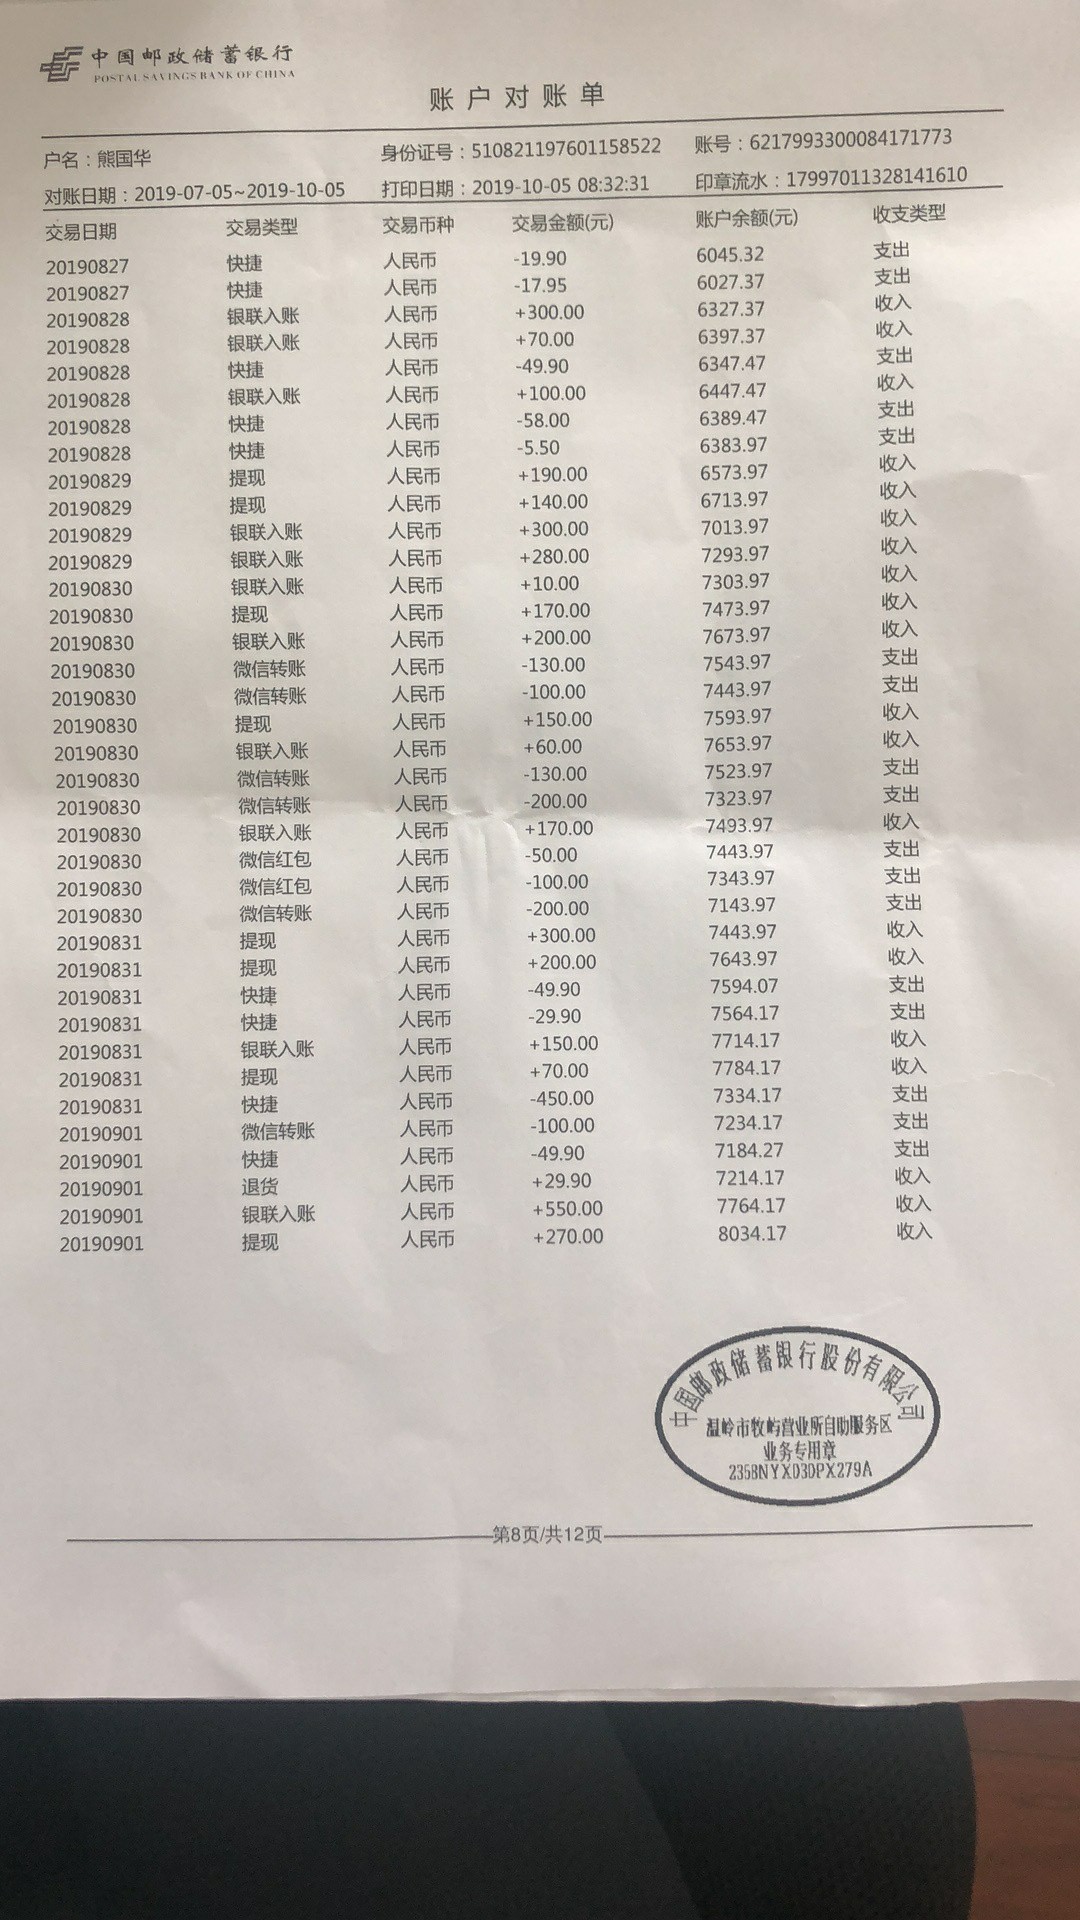 中国邮政储蓄银行
POSTAL SAVINGS BANK OF CHINA
账户对账单
户名：熊国华 身份证号：510821197601158522 账号：6217993300084171773
对账日期：2019-07-05~2019-10-05 打印日期：2019-10-05 08:32:31 印章流水：17997011328141610
交易日期 交易类型 交易币种 交易金额(元) 账户余额(元) 收支类型
20190827 快捷 人民币 -19.90 6045.32 支出
20190827 快捷 人民币 -17.95 6027.37 支出
20190828 银联入账 人民币 +300.00 6327.37 收入
20190828 银联入账 人民币 +70.00 6397.37 收入
20190828 快捷 人民币 -49.90 6347.47 支出
20190828 银联入账 人民币 +100.00 6447.47 收入
20190828 快捷 人民币 -58.00 6389.47 支出
20190828 快捷 人民币 -5.50 6383.97 支出
20190829 提现 人民币 +190.00 6573.97 收入
20190829 提现 人民币 +140.00 6713.97 收入
20190829 银联入账 人民币 +300.00 7013.97 收入
20190829 银联入账 人民币 +280.00 7293.97 收入
20190830 银联入账 人民币 +10.00 7303.97 收入
20190830 提现 人民币 +170.00 7473.97 收入
20190830 银联入账 人民币 +200.00 7673.97 收入
20190830 微信转账 人民币 -130.00 7543.97 支出
20190830 微信转账 人民币 -100.00 7443.97 支出
20190830 提现 人民币 +150.00 7593.97 收入
20190830 银联入账 人民币 +60.00 7653.97 收入
20190830 微信转账 人民币 -130.00 7523.97 支出
20190830 微信转账 人民币 -200.00 7323.97 支出
20190830 银联入账 人民币 +170.00 7493.97 收入
20190830 微信红包 人民币 -50.00 7443.97 支出
20190830 微信红包 人民币 -100.00 7343.97 支出
20190830 微信转账 人民币 -200.00 7143.97 支出
20190831 提现 人民币 +300.00 7443.97 收入
20190831 提现 人民币 +200.00 7643.97 收入
20190831 快捷 人民币 -49.90 7594.07 支出
20190831 快捷 人民币 -29.90 7564.17 支出
20190831 银联入账 人民币 +150.00 7714.17 收入
20190831 提现 人民币 +70.00 7784.17 收入
20190831 快捷 人民币 -450.00 7334.17 支出
20190901 微信转账 人民币 -100.00 7234.17 支出
20190901 快捷 人民币 -49.90 7184.27 支出
20190901 退货 人民币 +29.90 7214.17 收入
20190901 银联入账 人民币 +550.00 7764.17 收入
20190901 提现 人民币 +270.00 8034.17 收入
中国邮政储蓄银行股份有限公司
温岭市牧屿营业所自助服务区
业务专用章
235BNYXD3DPX279A
第8页/共12页